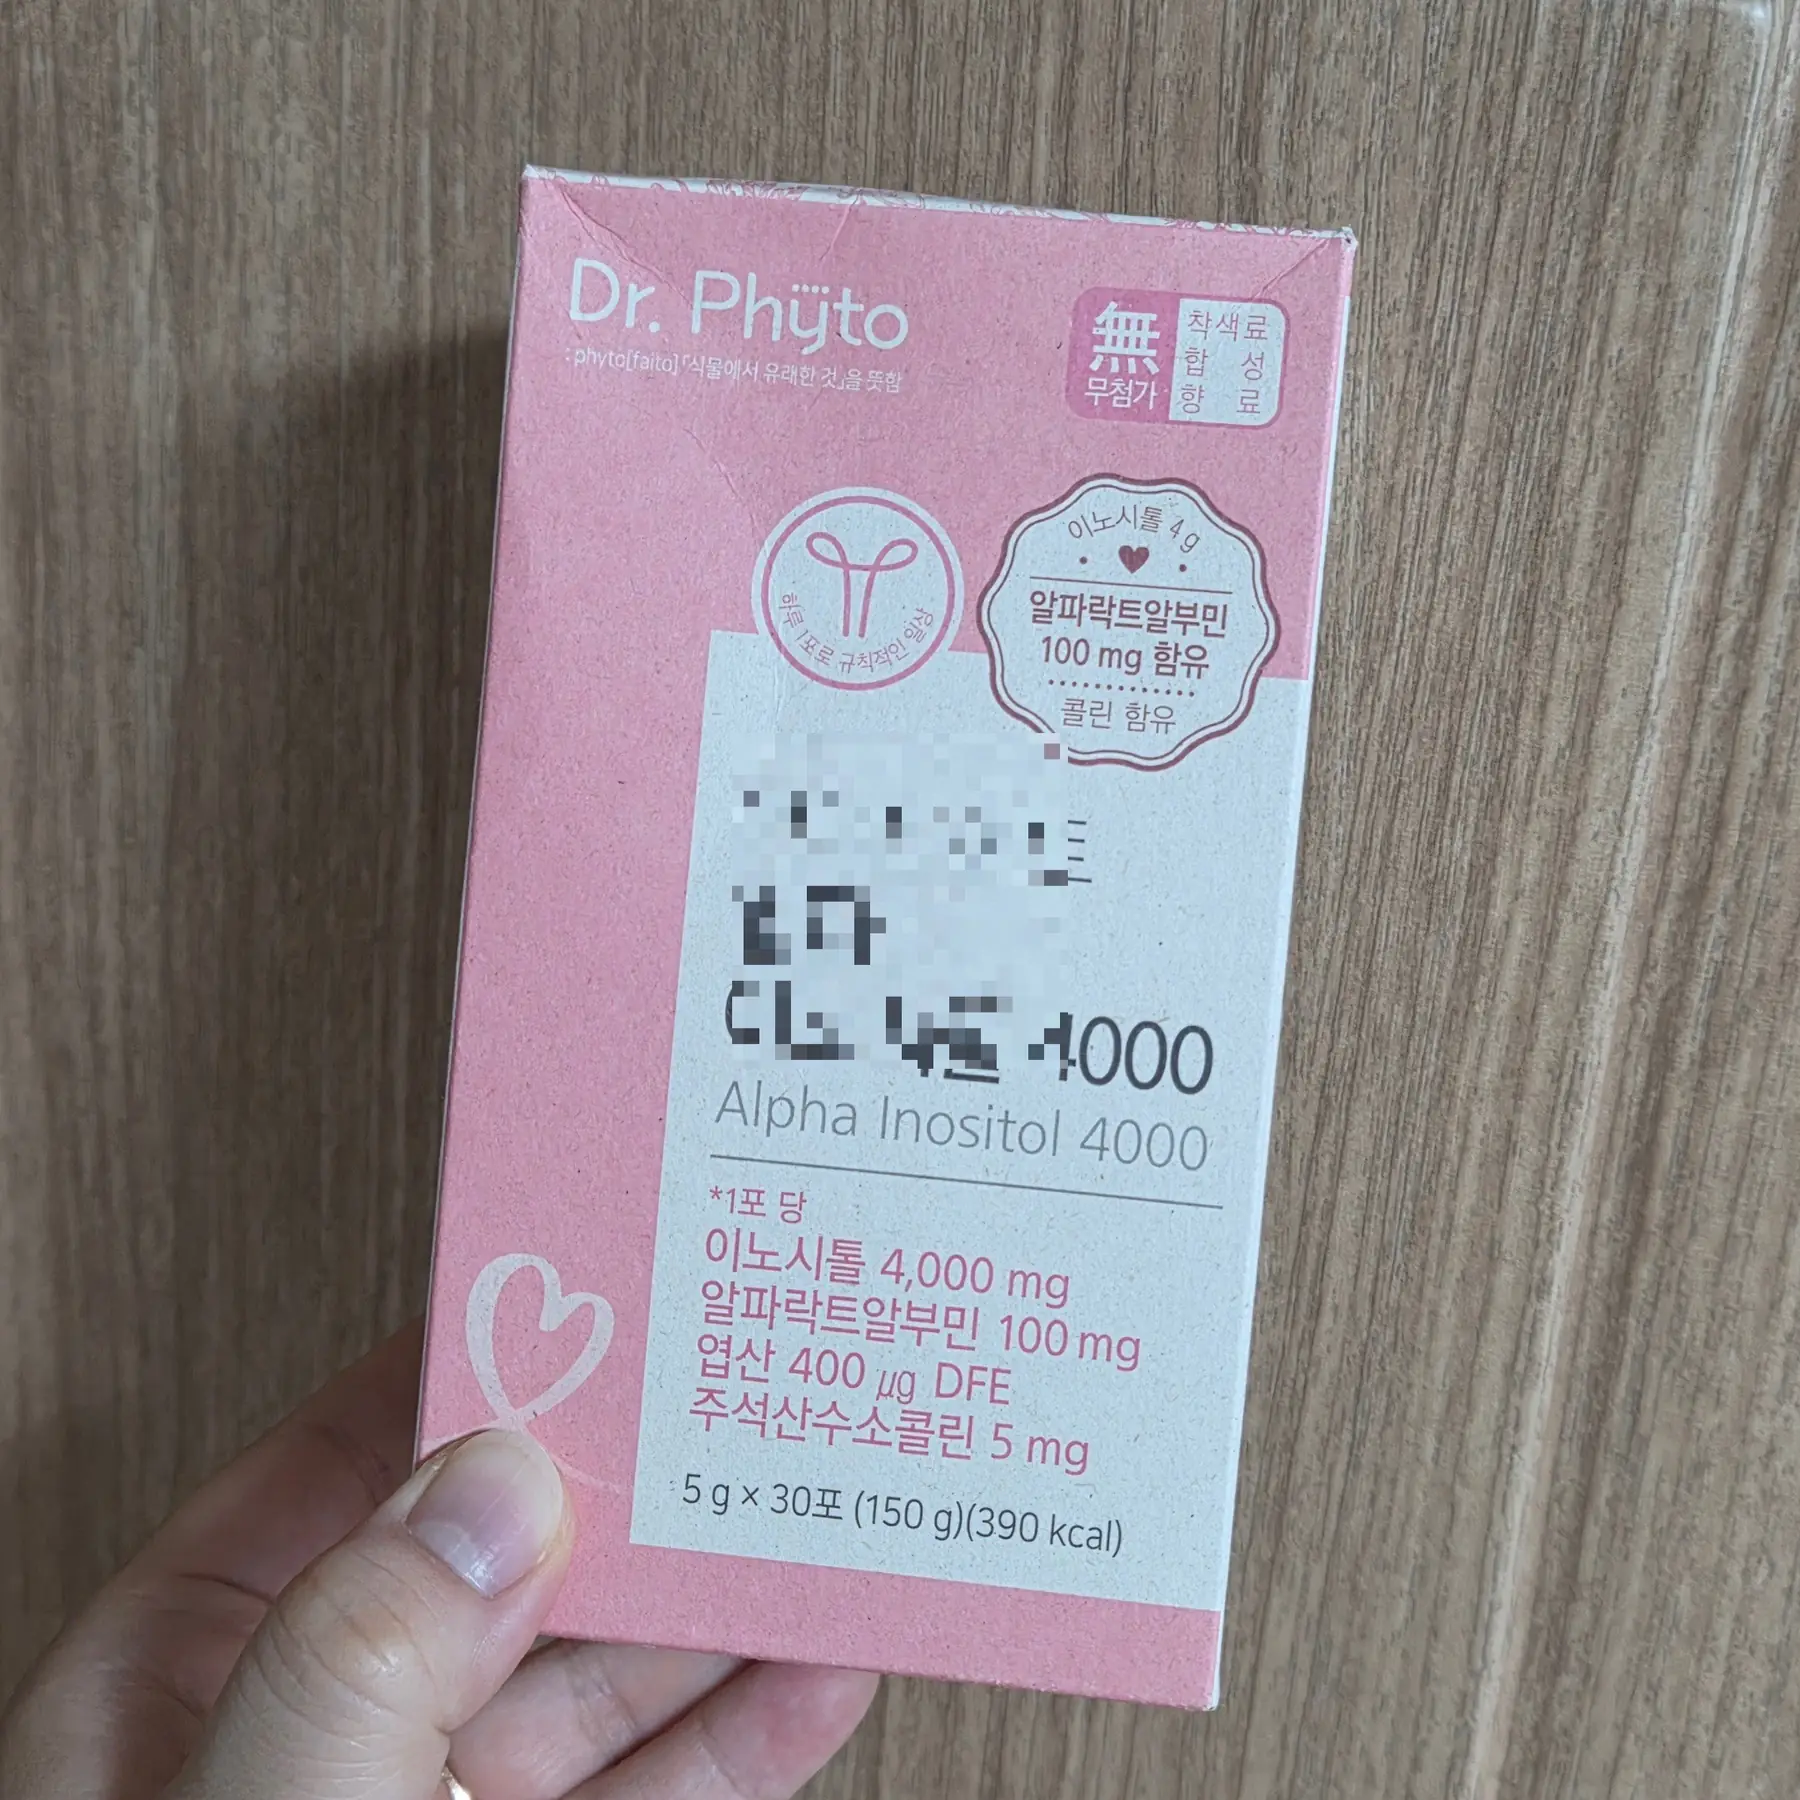 Dr. Phyto
: phyto[faito]「식물에서 유래한 것」을 뜻함
無
무첨가
착색료
합성
향료
하루 1포로 규칙적인 일상
이노시톨 4 g
알파락트알부민
100 mg 함유
콜린 함유
4000
Alpha Inositol 4000
*1포 당
이노시톨 4,000 mg
알파락트알부민 100 mg
엽산 400 μg DFE
주석산수소콜린 5 mg
5 g × 30포 (150 g)(390 kcal)